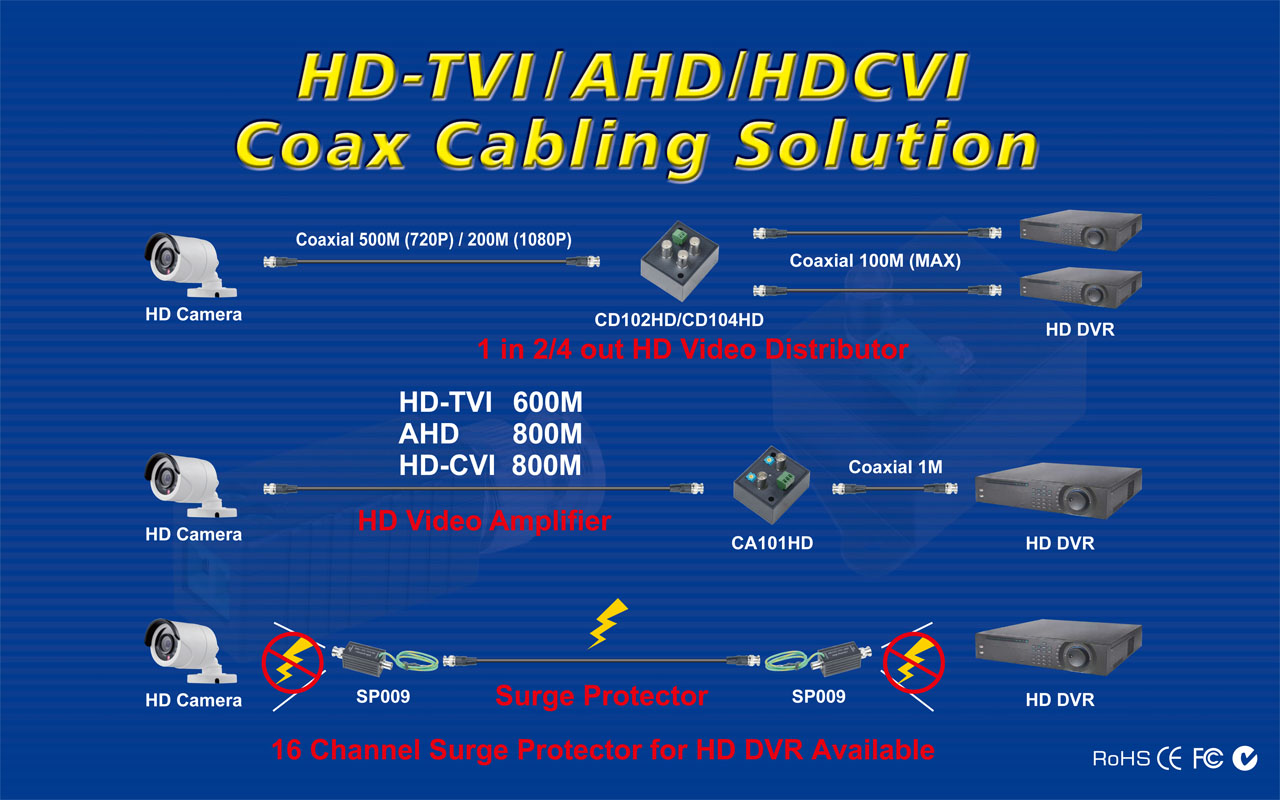 HD-TVI/AHD/HDCVI
Coax Cabling Solution
Coaxial 500M (720P) / 200M (1080P)
Coaxial 100M (MAX)
HD Camera
CD102HD/CD104HD
HD DVR
1 in 2/4 out HD Video Distributor
HD-TVI 600M
AHD 800M
HD-CVI 800M
Coaxial 1M
HD Video Amplifier
HD Camera
CA101HD
HD DVR
HD Camera
SP009
Surge Protector
SP009
HD DVR
16 Channel Surge Protector for HD DVR Available
RoHS CE FC